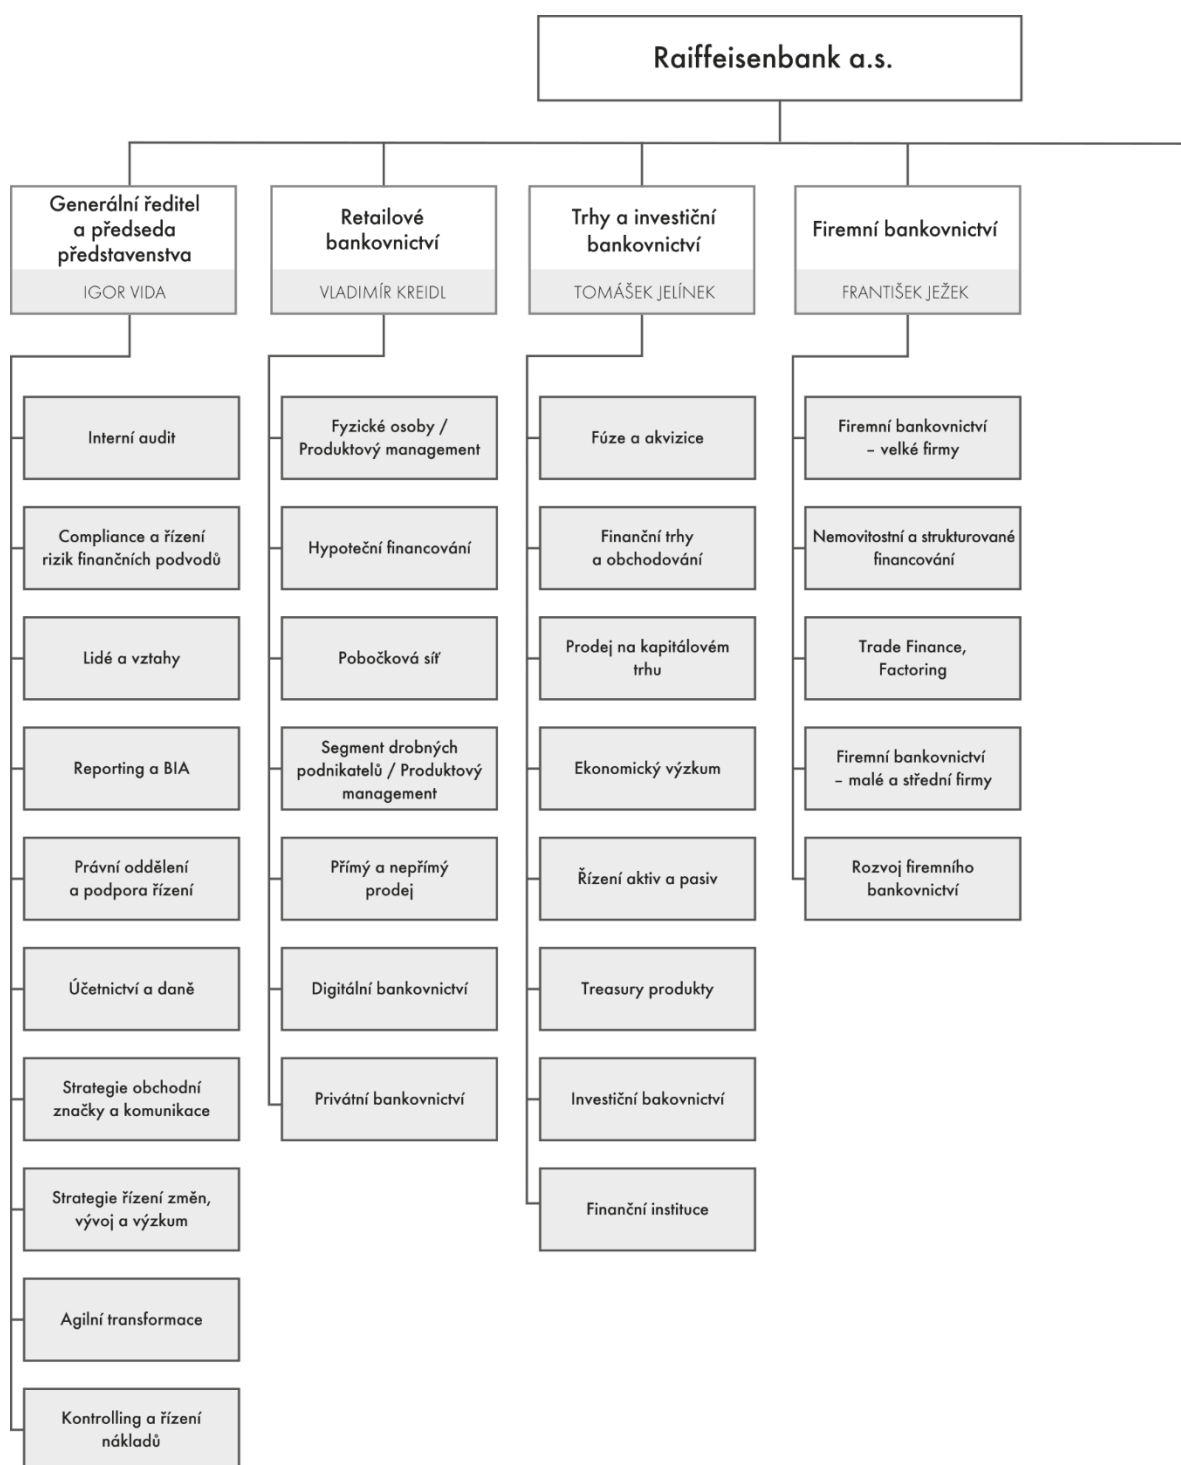 Raiffeisenbank a.s.
Generální ředitel
a předseda
představenstva
IGOR VIDA
Interní audit
Compliance a řízení
rizik finančních podvodů
Lidé a vztahy
Reporting a BIA
Právní oddělení
a podpora řízení
Účetnictví a daně
Strategie obchodní
značky a komunikace
Strategie řízení změn,
vývoj a výzkum
Agilní transformace
Kontrolling a řízení
nákladů
Retailové
bankovnictví
VLADIMÍR KREIDL
Fyzické osoby /
Produktový management
Hypoteční financování
Pobočková síť
Segment drobných
podnikatelů / Produktový
management
Přímý a nepřímý
prodej
Digitální bankovnictví
Privátní bankovnictví
Trhy a investiční
bankovnictví
TOMÁŠEK JELÍNEK
Fúze a akvizice
Finanční trhy
a obchodování
Prodej na kapitálovém
trhu
Ekonomický výzkum
Řízení aktiv a pasiv
Treasury produkty
Investiční bakovnictví
Finanční instituce
Firemní bankovnictví
FRANTIŠEK JEŽEK
Firemní bankovnictví
– velké firmy
Nemovitostní a strukturované
financování
Trade Finance,
Factoring
Firemní bankovnictví
– malé a střední firmy
Rozvoj firemního
bankovnictví